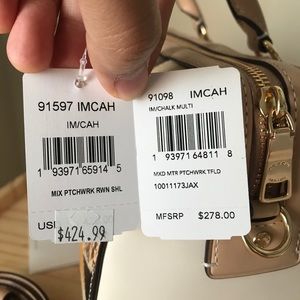 91597 IMCAH
IM/CAH
1 93971 65914 5
MIX PTCHWRK RWN SHL
$424.99
91098 IMCAH
IM/CHALK MULTI
1 93971 64811 8
MXD MTR PTCHWRK TFLD
10011173JAX
MFSRP $278.00